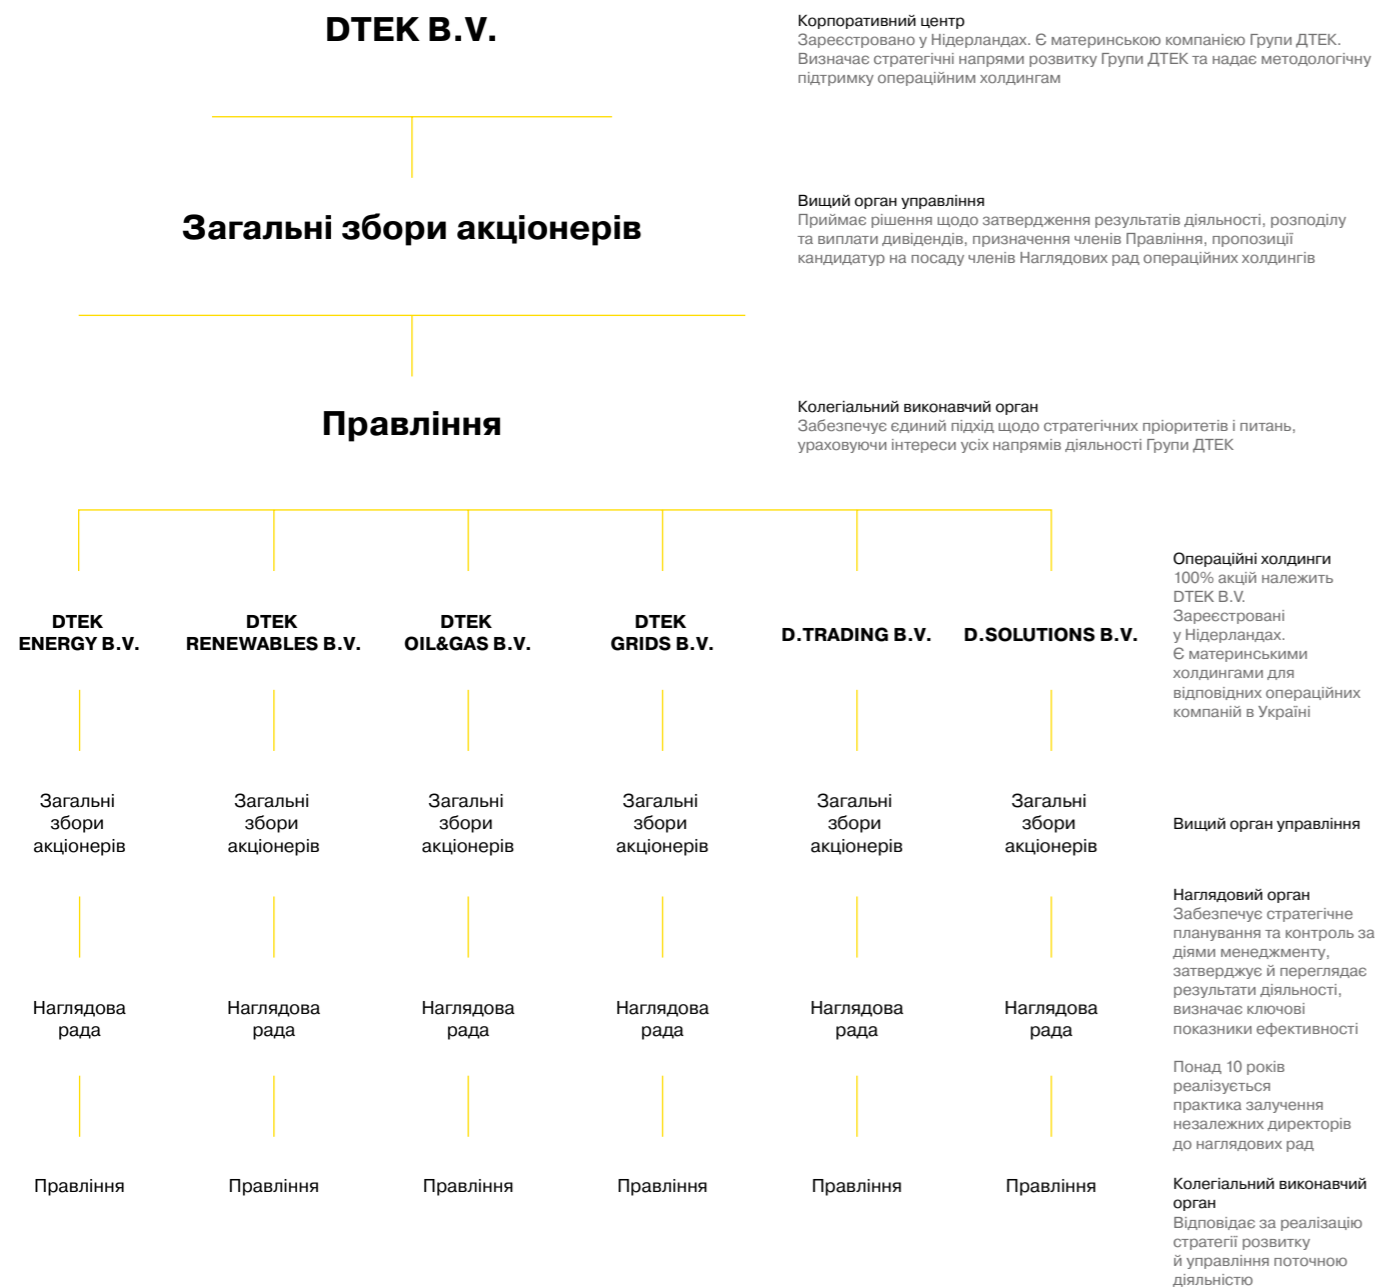 DTEK B.V.
Корпоративний центр
Зареєстровано у Нідерландах. Є материнською компанією Групи ДТЕК.
Визначає стратегічні напрями розвитку Групи ДТЕК та надає методологічну
підтримку операційним холдингам
Загальні збори акціонерів
Вищий орган управління
Приймає рішення щодо затвердження результатів діяльності, розподілу
та виплати дивідендів, призначення членів Правління, пропозиції
кандидатур на посаду членів Наглядових рад операційних холдингів
Правління
Колегіальний виконавчий орган
Забезпечує єдиний підхід щодо стратегічних пріоритетів і питань,
ураховуючи інтереси усіх напрямів діяльності Групи ДТЕК
DTEK
ENERGY B.V.
DTEK
RENEWABLES B.V.
DTEK
OIL&GAS B.V.
DTEK
GRIDS B.V.
D.TRADING B.V.
D.SOLUTIONS B.V.
Операційні холдинги
100% акцій належить
DTEK B.V.
Зареєстровані
у Нідерландах.
Є материнськими
холдингами для
відповідних операційних
компаній в Україні
Загальні
збори
акціонерів
Загальні
збори
акціонерів
Загальні
збори
акціонерів
Загальні
збори
акціонерів
Загальні
збори
акціонерів
Загальні
збори
акціонерів
Вищий орган управління
Наглядова
рада
Наглядова
рада
Наглядова
рада
Наглядова
рада
Наглядова
рада
Наглядова
рада
Наглядовий орган
Забезпечує стратегічне
планування та контроль за
діями менеджменту,
затверджує й переглядає
результати діяльності,
визначає ключові
показники ефективності
Понад 10 років
реалізується
практика залучення
незалежних директорів
до наглядових рад
Правління
Правління
Правління
Правління
Правління
Правління
Колегіальний виконавчий
орган
Відповідає за реалізацію
стратегії розвитку
й управління поточною
діяльністю